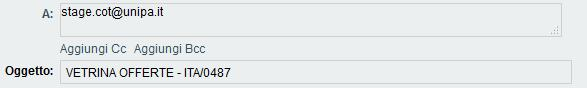 A: stage.cot@unipa.it
Aggiungi Cc Aggiungi Bcc
Oggetto: VETRINA OFFERTE - ITA/0487